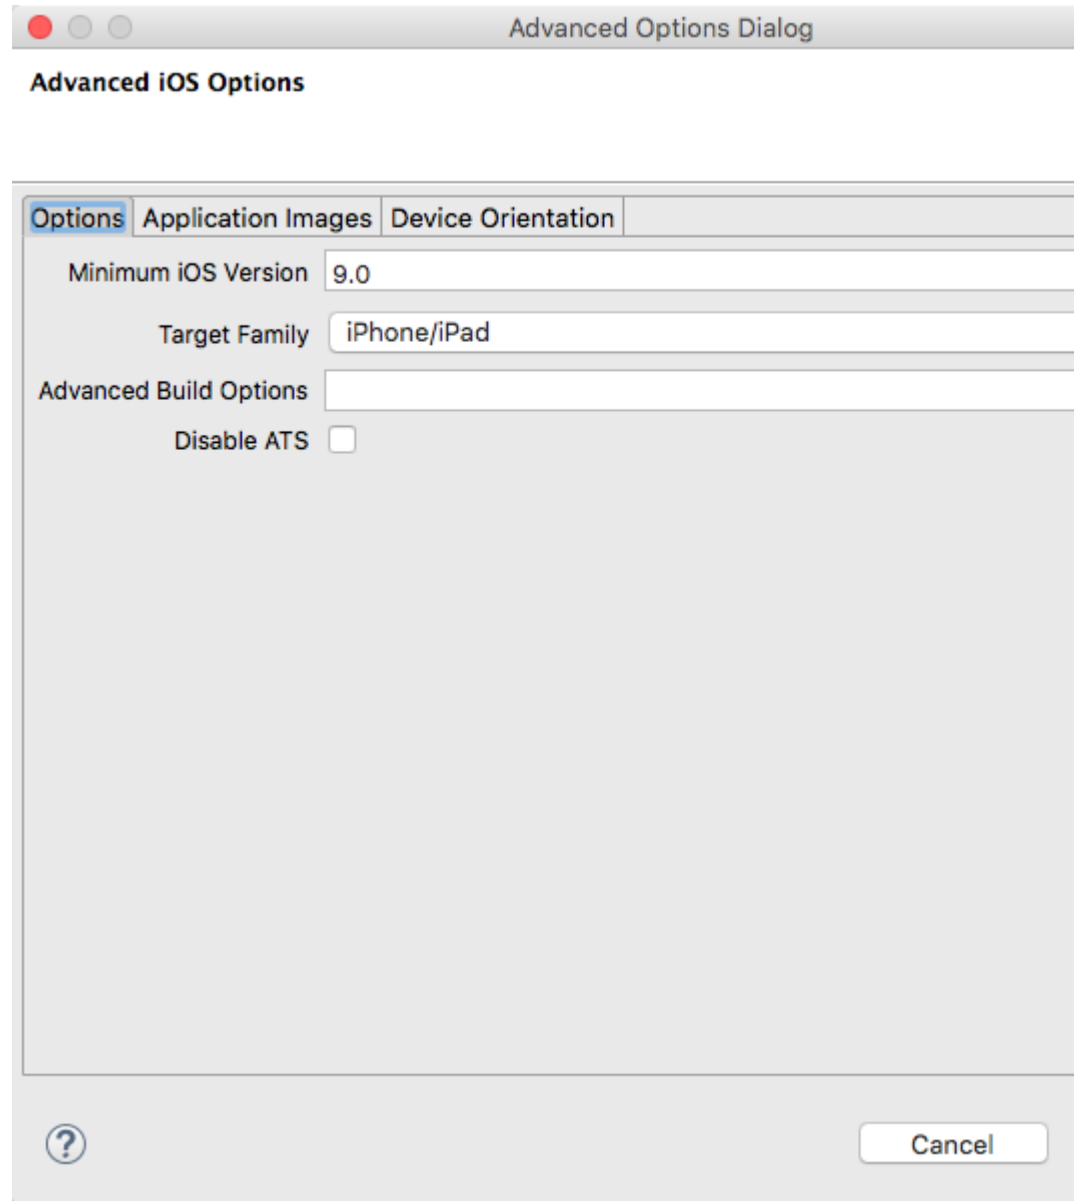 Advanced Options Dialog
Advanced iOS Options
Options Application Images Device Orientation
Minimum iOS Version 9.0
Target Family iPhone/iPad
Advanced Build Options
Disable ATS
? Cancel